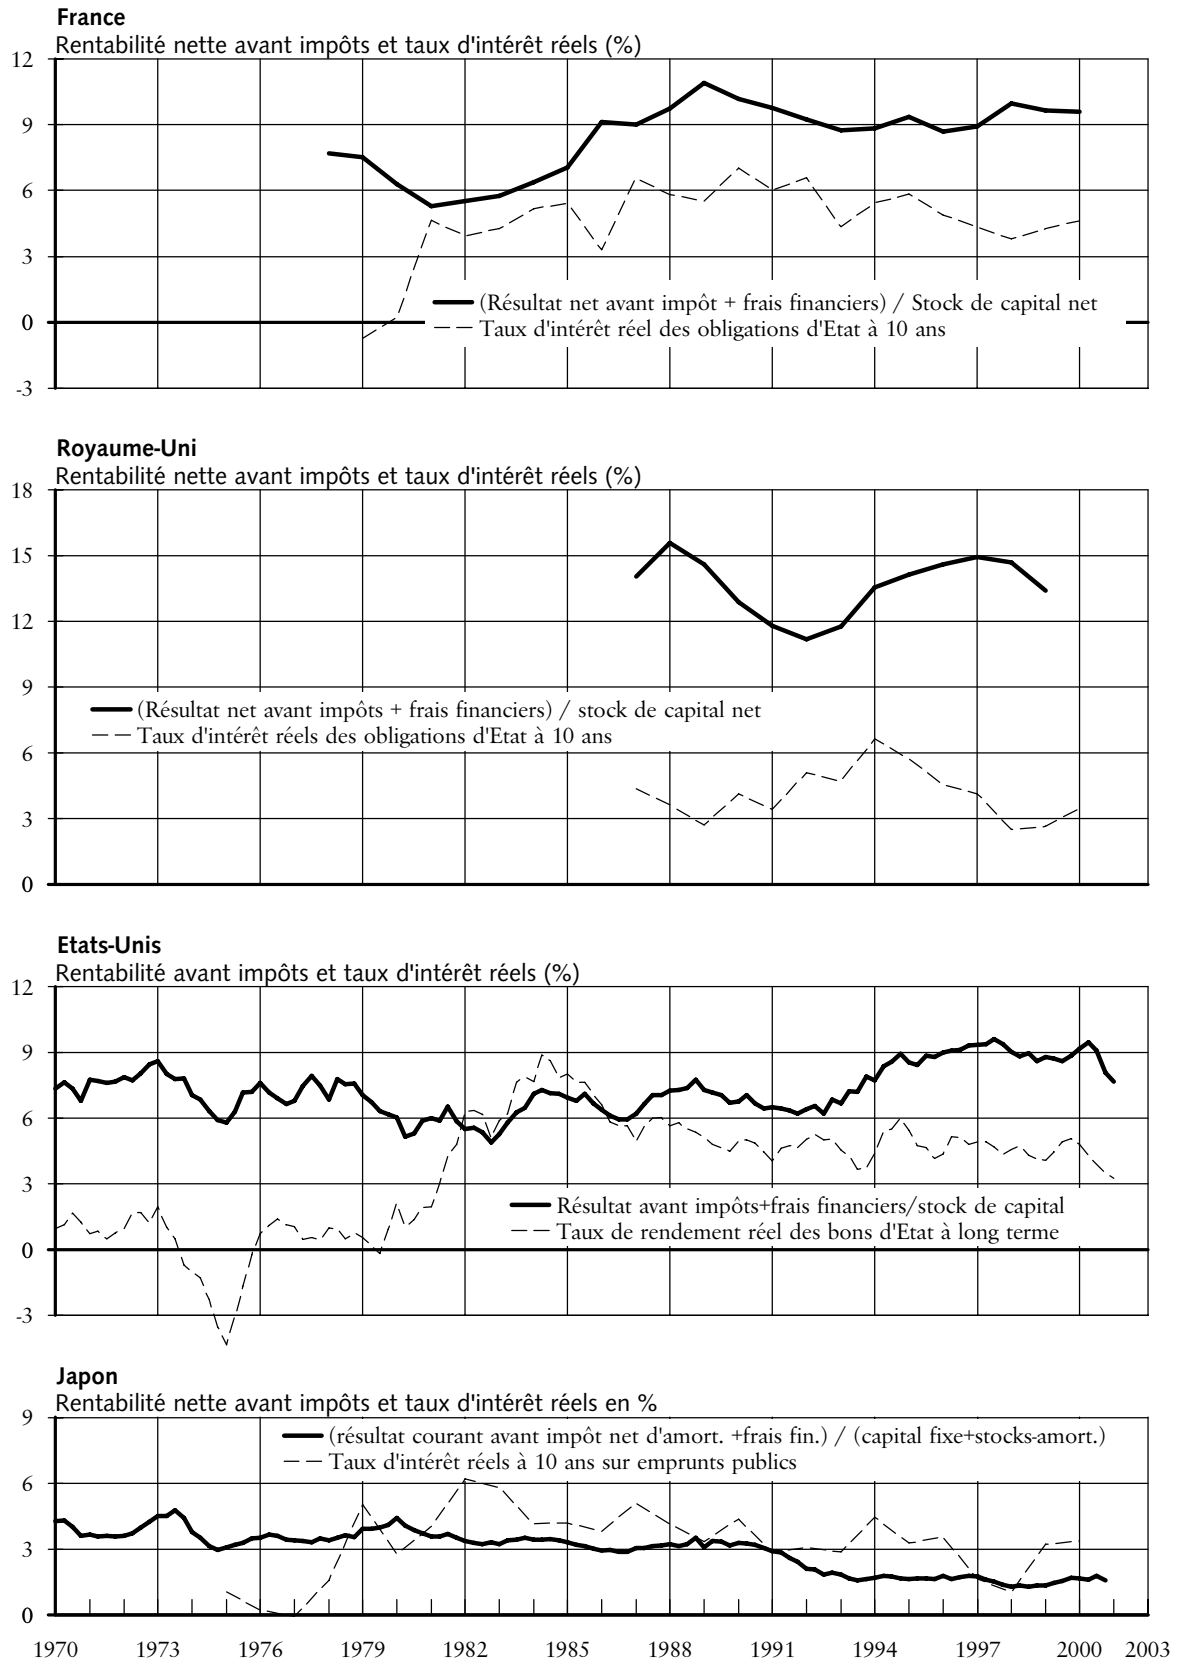 France
Rentabilité nette avant impôts et taux d'intérêt réels (%)
12
9
6
3
(Résultat net avant impôt + frais financiers) / Stock de capital net
0
Taux d'intérêt réel des obligations d'Etat à 10 ans
-3
Royaume-Uni
Rentabilité nette avant impôts et taux d'intérêt réels (%)
18
15
12
9
(Résultat net avant impôts + frais financiers) / stock de capital net
Taux d'intérêt réels des obligations d'Etat à 10 ans
6
3
0
Etats-Unis
Rentabilité avant impôts et taux d'intérêt réels (%)
12
9
6
3
Résultat avant impôts+frais financiers/stock de capital
Taux de rendement réel des bons d'Etat à long terme
0
-3
Japon
Rentabilité nette avant impôts et taux d'intérêt réels en %
9
(résultat courant avant impôt net d'amort. +frais fin.) / (capital fixe+stocks-amort.)
Taux d'intérêt réels à 10 ans sur emprunts publics
6
3
0
1970 1973 1976 1979 1982 1985 1988 1991 1994 1997 2000 2003